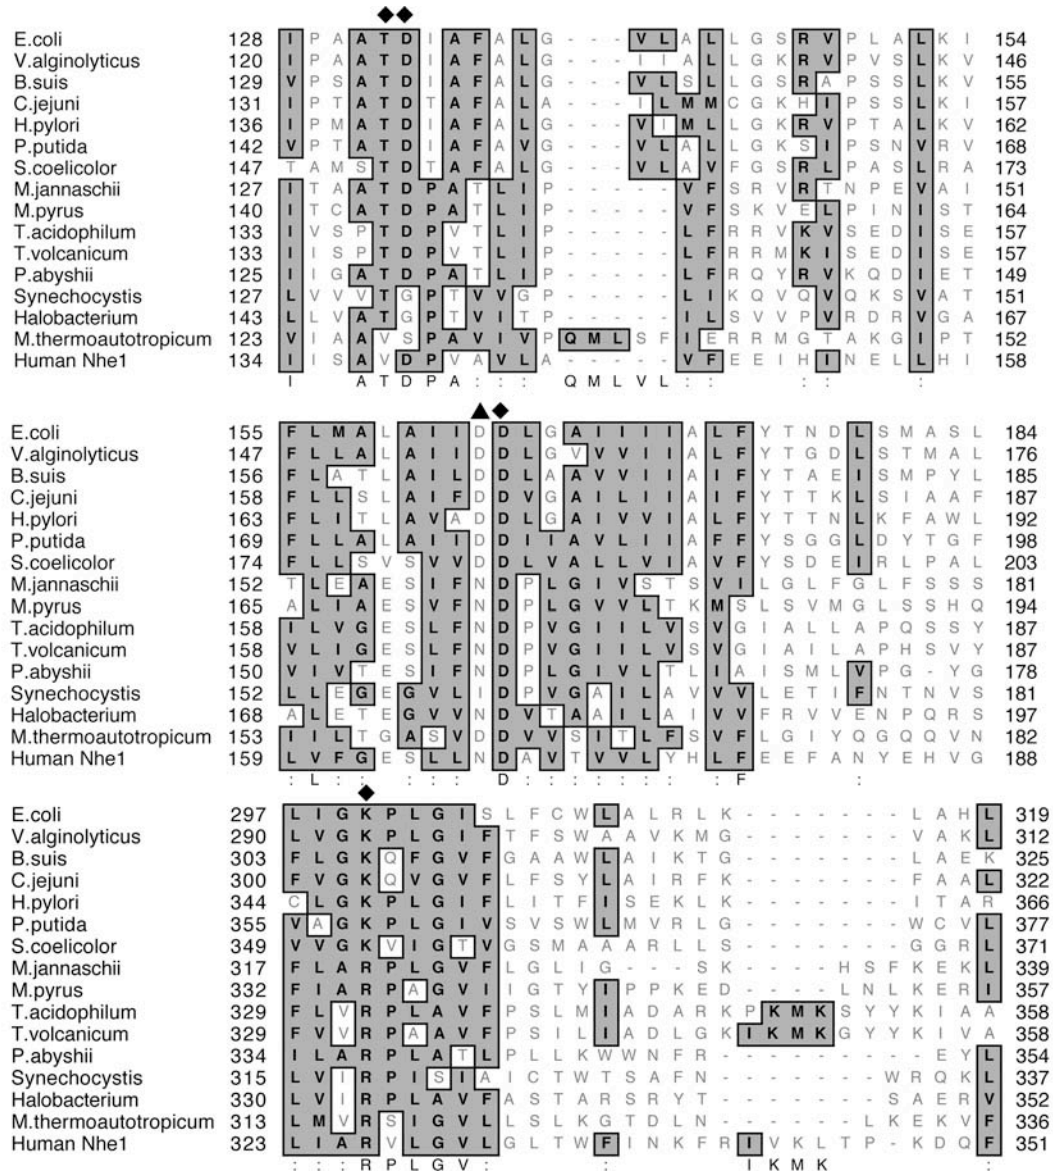 E.coli 128 I P A A T D I A F A L G - - - V L A L L G S R V P L A L K I 154
V.alginolyticus 120 I P A A T D I A F A L G - - - I I A L L G K R V P V S L K V 146
B.suis 129 V P S A T D I A F A L G - - - V L S L L G S R A P S S L K V 155
C.jejuni 131 I P T A T D T A F A L A - - - I L M M C G K H I P S S L K I 157
H.pylori 136 I P M A T D I A F A L G - - - V I M L L G K R V P T A L K V 162
P.putida 142 V P T A T D I A F A V G - - - V L A L L G K S I P S N V R V 168
S.coelicolor 147 T A M S T D T A F A L G - - - V L A V F G S R L P A S L R A 173
M.jannaschii 127 I T A A T D P A T L I P - - - - - V F S R V R T N P E V A I 151
M.pyrus 140 I T C A T D P A T L I P - - - - - V F S K V E L P I N I S T 164
T.acidophilum 133 I V S P T D P V T L I P - - - - - L F R R V K V S E D I S E 157
T.volcanicum 133 I I S P T D P V T L I P - - - - - L F R R M K I S E D I S E 157
P.abyshii 125 I I G A T D P A T L I P - - - - - L F R Q Y R V K Q D I E T 149
Synechocystis 127 L V V V T G P T V V G P - - - - - L I K Q V Q V Q K S V A T 151
Halobacterium 143 L L V A T G P T V I T P - - - - - I L S V V P V R D R V G A 167
M.thermoautotropicum 123 V I A A V S P A V I V P Q M L S F I E R R M G T A K G I P T 152
Human Nhe1 134 I I S A V D P V A V L A - - - - - V F E E I H I N E L L H I 158
I A T D P A : : : Q M L V L : : : : :
E.coli 155 F L M A L A I I D D L G A I I I I A L F Y T N D L S M A S L 184
V.alginolyticus 147 F L L A L A I I D D L G V V V I I A L F Y T G D L S T M A L 176
B.suis 156 F L A T L A I L D D L A A V V I I A I F Y T A E I S M P Y L 185
C.jejuni 158 F L L S L A I F D D V G A I L I I A I F Y T T K L S I A A F 187
H.pylori 163 F L I T L A V A D D L G A I V V I A L F Y T T N L K F A W L 192
P.putida 169 F L L A L A I I D D I I A V L I I A F F Y S G G L D Y T G F 198
S.coelicolor 174 F L L S V S V V D D L V A L L V I A V F Y S D E I R L P A L 203
M.jannaschii 152 T L E A E S I F N D P L G I V S T S V I L G L F G L F S S S 181
M.pyrus 165 A L I A E S V F N D P L G V V L T K M S L S V M G L S S H Q 194
T.acidophilum 158 I L V G E S L F N D P V G I I L V S V G I A L L A P Q S S Y 187
T.volcanicum 158 V L I G E S L F N D P V G I I L V S V G I A I L A P H S V Y 187
P.abyshii 150 V I V T E S I F N D P L G I V L T L A I S M L V P G - Y G 178
Synechocystis 152 L L E G E G V L I D P V G A I L A V V V L E T I F N T N V S 181
Halobacterium 168 A L E T E G V V N D V T A A I L A I V V F R V V E N P Q R S 197
M.thermoautotropicum 153 I I L T G A S V D D V V S I T L F S V F L G I Y Q G Q Q V N 182
Human Nhe1 159 L V F G E S L L N D A V T V V L Y H L F E E F A N Y E H V G 188
: L : : : : D : : : : : : : F :
E.coli 297 L I G K P L G I S L F C W L A L R L K - - - - - - - L A H L 319
V.alginolyticus 290 L V G K P L G I F T F S W A A V K M G - - - - - - - V A K L 312
B.suis 303 F L G K Q F G V F G A A W L A I K T G - - - - - - - L A E K 325
C.jejuni 300 F V G K Q V G V F L F S Y L A I R F K - - - - - - - F A A L 322
H.pylori 344 C L G K P L G I F L I T F I S E K L K - - - - - - - I T A R 366
P.putida 355 V A G K P L G I V S V S W L M V R L G - - - - - - - W C V L 377
S.coelicolor 349 V V G K V I G T V G S M A A A R L L S - - - - - - - G G R L 371
M.jannaschii 317 F L A R P L G V F L G L I G - - - S K - - - - H S F K E K L 339
M.pyrus 332 F I A R P A G V I I G T Y I P P K E D - - - - L N L K E R I 357
T.acidophilum 329 F L V R P L A V F P S L M I A D A R K P K M K S Y Y K I A A 358
T.volcanicum 329 F V V R P A A V F P S I L I A D L G K I K M K G Y Y K I V A 358
P.abyshii 334 I L A R P L A T L P L L K W W N F R - - - - - - - - E Y L 354
Synechocystis 315 L V I R P I S I A I C T W T S A F N - - - - - - - W R Q K L 337
Halobacterium 330 L V I R P L A V F A S T A R S R Y T - - - - - - - S A E R V 352
M.thermoautotropicum 313 L M V R S I G V L L S L K G T D L N - - - - - - L K E K V F 336
Human Nhe1 323 L I A R V L G V L G L T W F I N K F R I V K L T P - K D Q F 351
: : : R P L G V : : I K M K :